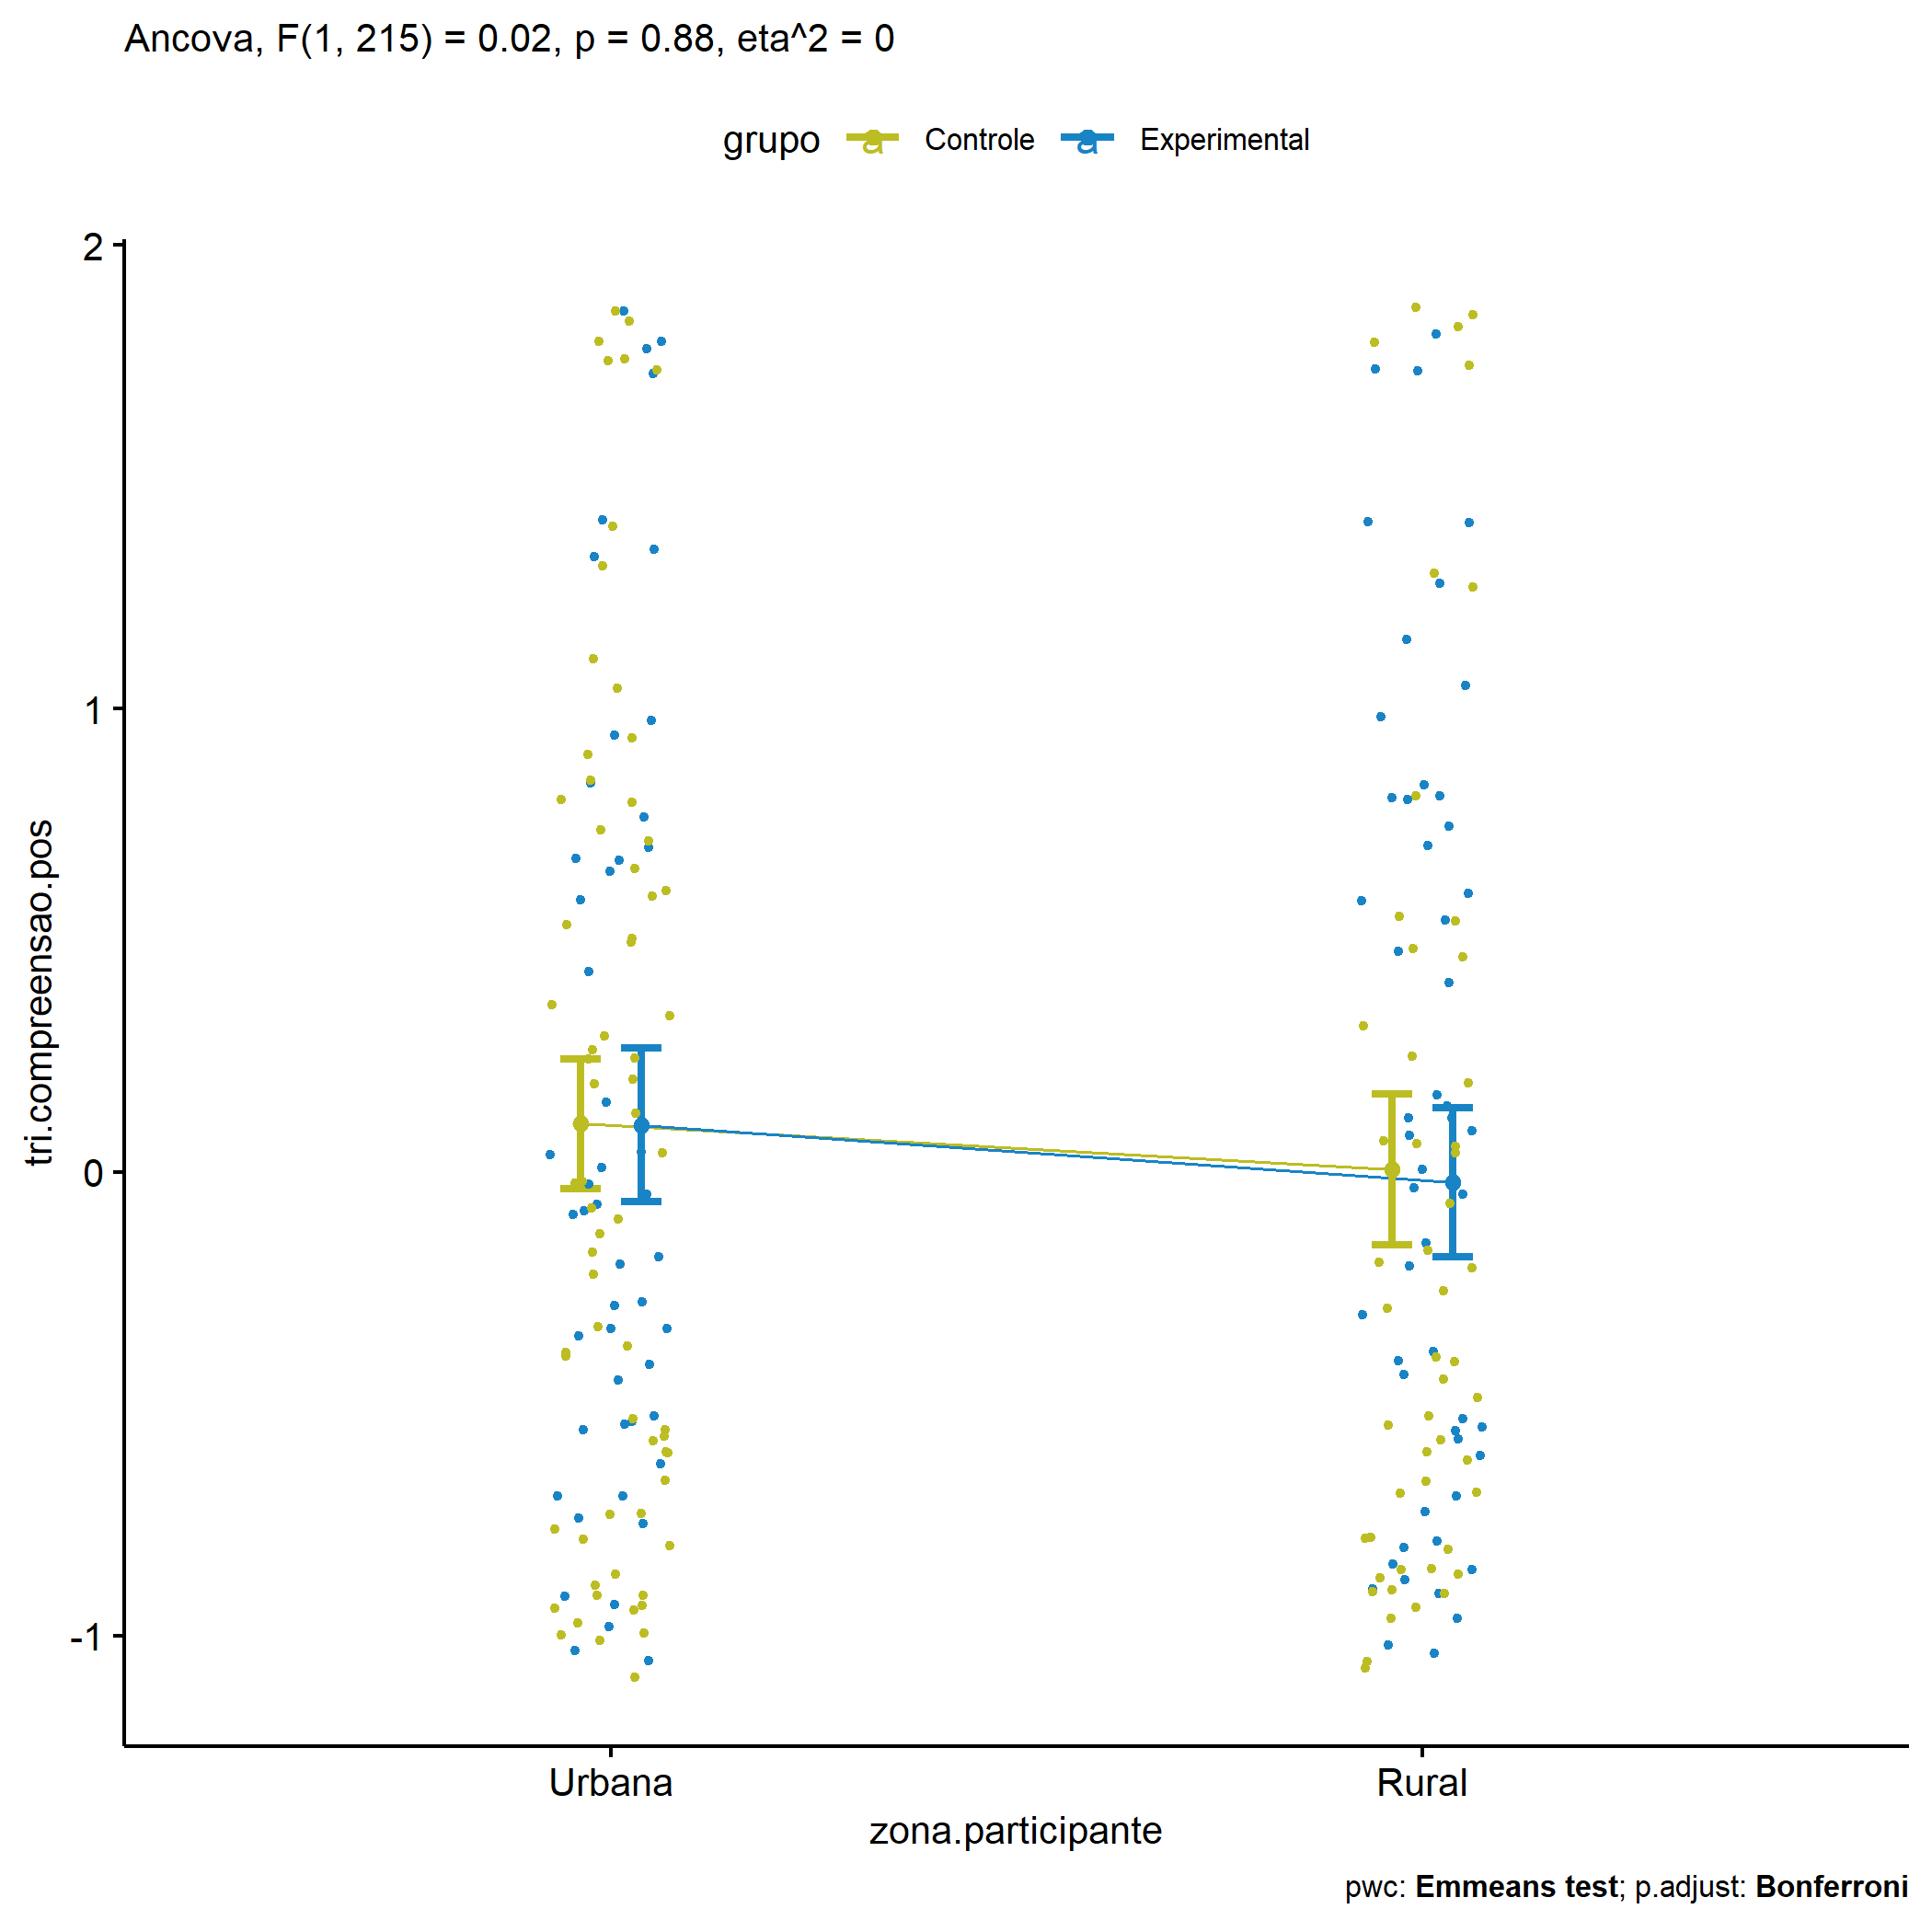 Ancova, F(1, 215) = 0.02, p = 0.88, eta^2 = 0
grupo a Controle a Experimental
2
1
0
-1
tri.compreensao.pos
Urbana Rural
zona.participante
pwc: Emmeans test; p.adjust: Bonferroni